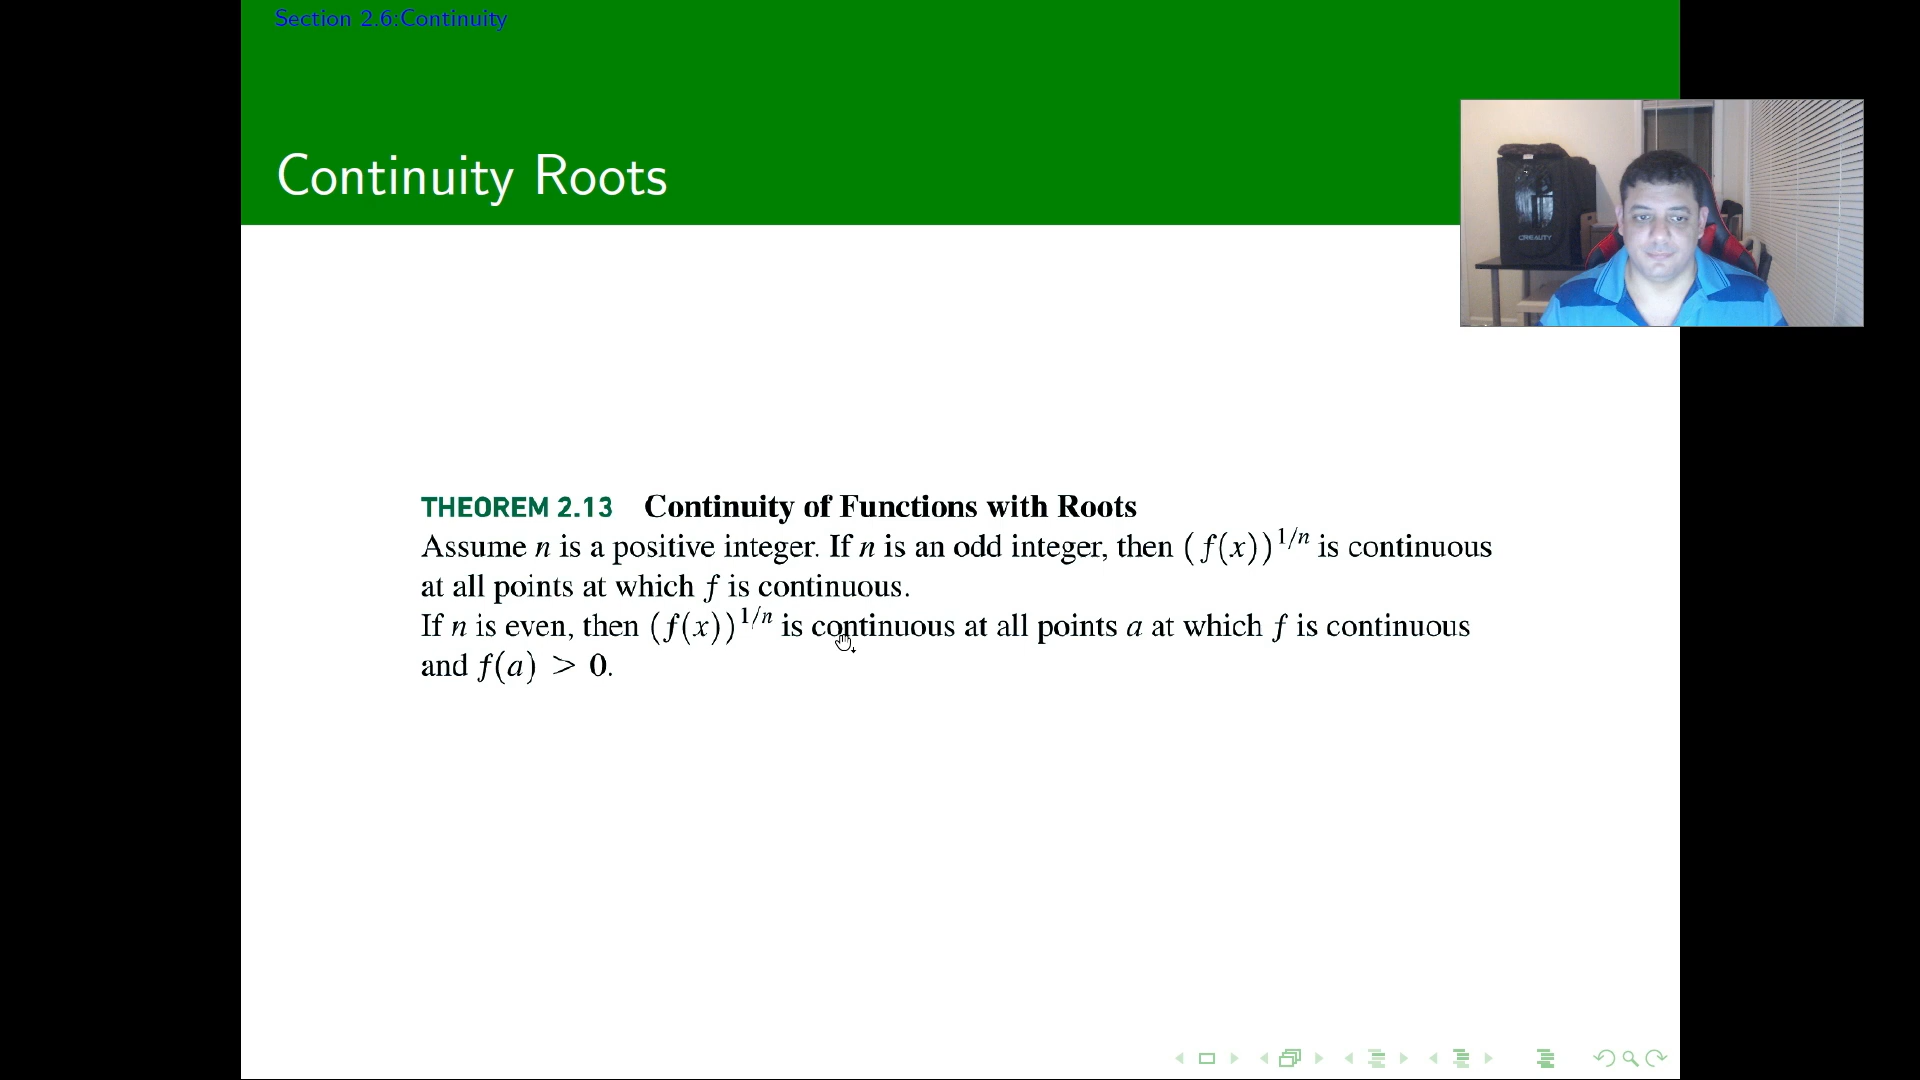 Section 2.6:Continuity
Continuity Roots
CREALITY
THEOREM 2.13 Continuity of Functions with Roots
Assume n is a positive integer. If n is an odd integer, then (f(x))^{1/n} is continuous
at all points at which f is continuous.
If n is even, then (f(x))^{1/n} is continuous at all points a at which f is continuous
and f(a) > 0.